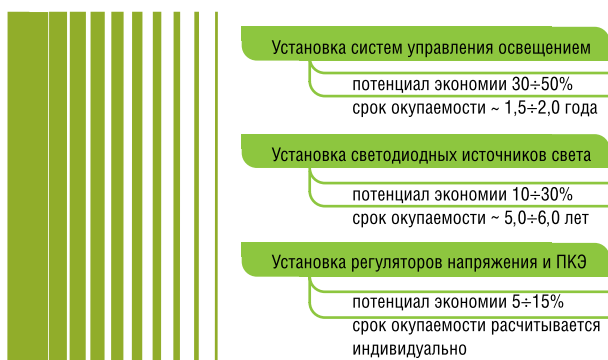 Установка систем управления освещением
потенциал экономии 30÷50%
срок окупаемости ~ 1,5÷2,0 года
Установка светодиодных источников света
потенциал экономии 10÷30%
срок окупаемости ~ 5,0÷6,0 лет
Установка регуляторов напряжения и ПКЭ
потенциал экономии 5÷15%
срок окупаемости расчитывается
индивидуально